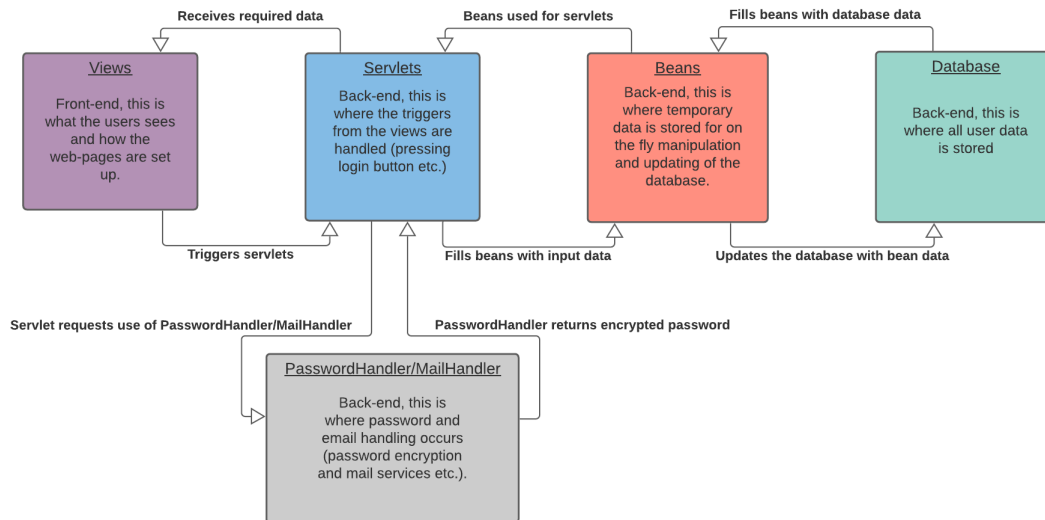 Receives required data
Beans used for servlets
Fills beans with database data
Views
Front-end, this is
what the users sees
and how the
web-pages are set
up.
Servlets
Back-end, this is
where the triggers
from the views are
handled (pressing
login button etc.)
Beans
Back-end, this is
where temporary
data is stored for on
the fly manipulation
and updating of the
database.
Database
Back-end, this is
where all user data
is stored
Triggers servlets
Fills beans with input data
Updates the database with bean data
Servlet requests use of PasswordHandler/MailHandler
PasswordHandler returns encrypted password
PasswordHandler/MailHandler
Back-end, this is
where password and
email handling occurs
(password encryption
and mail services etc.).